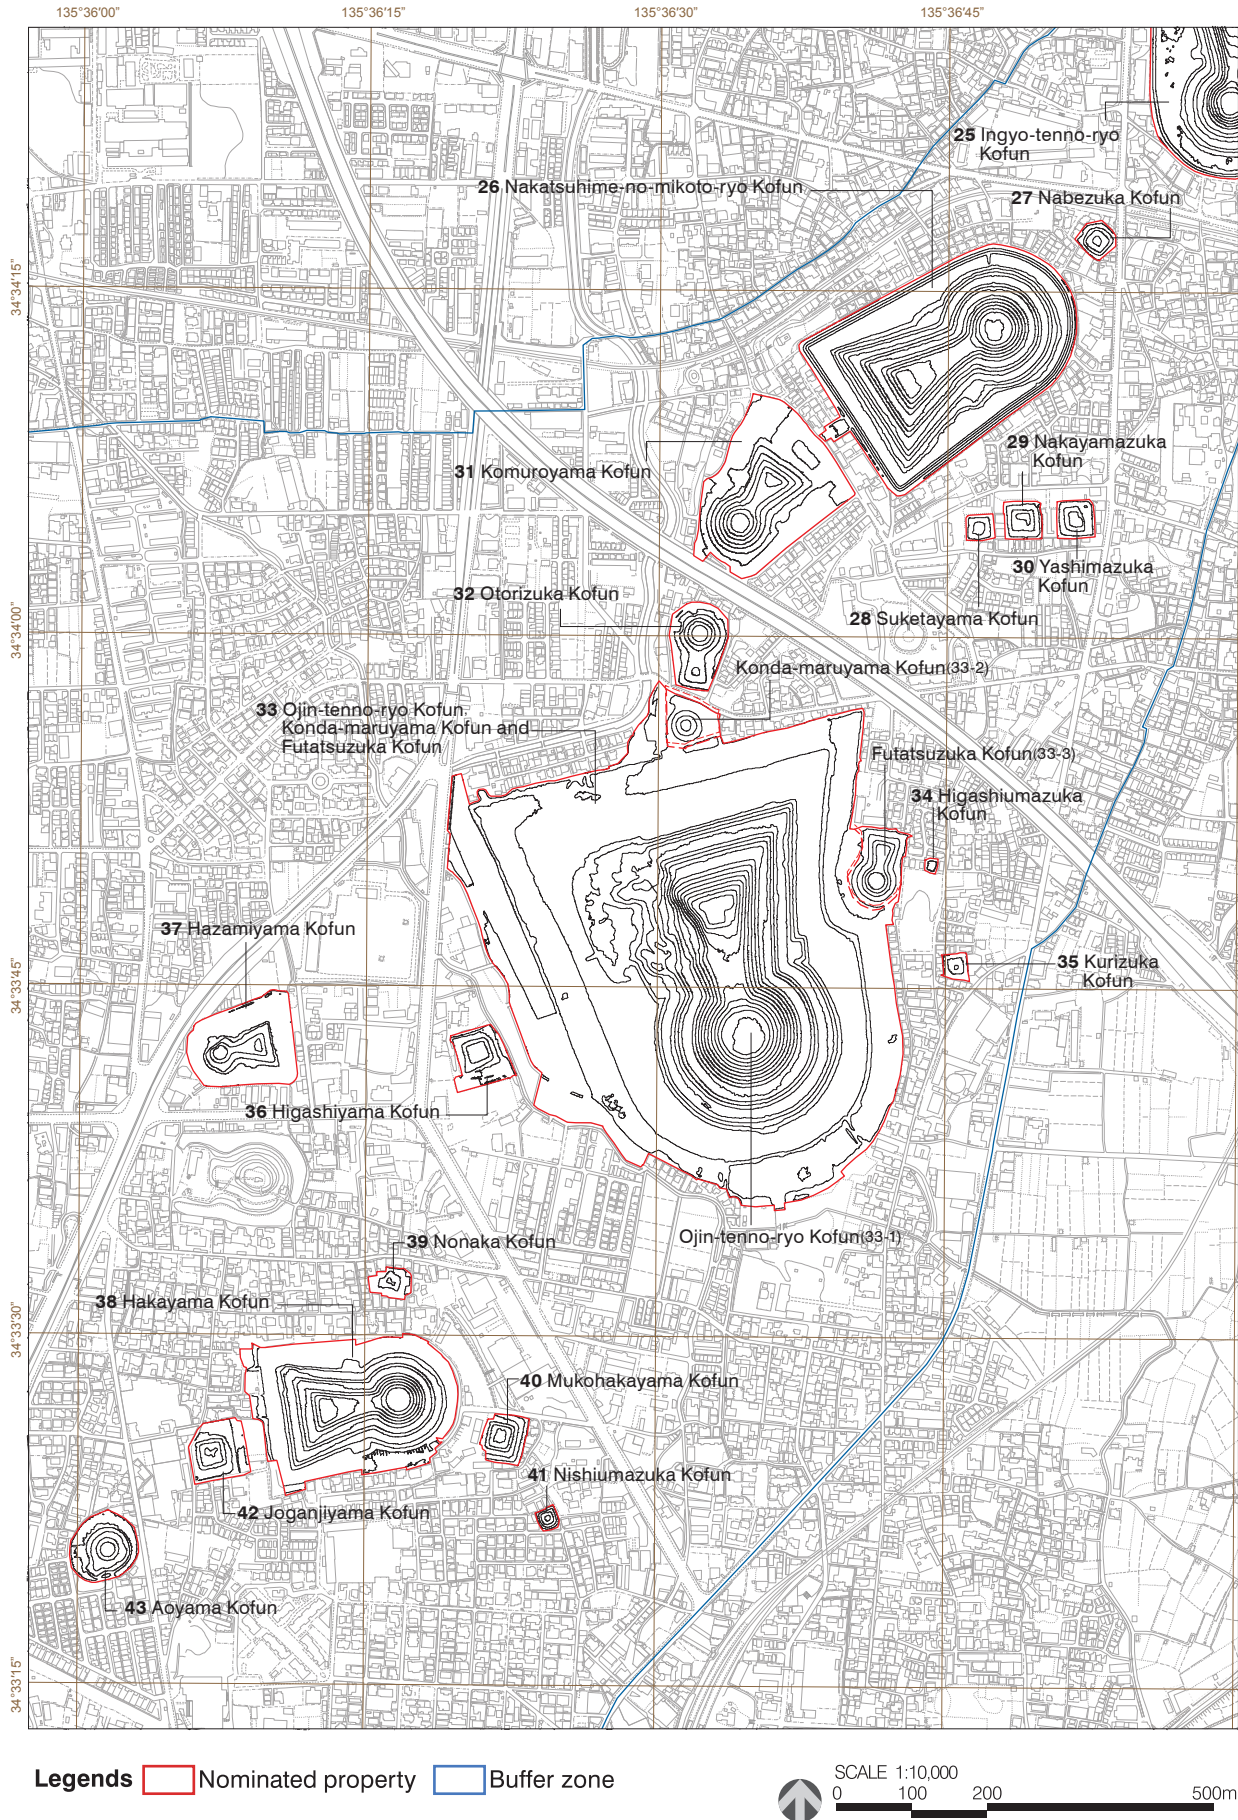 135°36'00"
135°36'15"
135°36'30"
135°36'45"
25 Ingyo-tenno-ryo
Kofun
26 Nakatsuhime-no-mikoto-ryo Kofun
27 Nabezuka Kofun
34°34'15"
29 Nakayamazuka
Kofun
31 Komuroyama Kofun
30 Yashimazuka
Kofun
32 Otorizuka Kofun
28 Suketayama Kofun
34°34'00"
Konda-maruyama Kofun(33-2)
33 Ojin-tenno-ryo Kofun,
Konda-maruyama Kofun and
Futatsuzuka Kofun
Futatsuzuka Kofun(33-3)
34 Higashiumazuka
Kofun
37 Hazamiyama Kofun
35 Kurizuka
Kofun
34°33'45"
36 Higashiyama Kofun
Ojin-tenno-ryo Kofun(33-1)
39 Nonaka Kofun
38 Hakayama Kofun
34°33'30"
40 Mukohakayama Kofun
41 Nishiumazuka Kofun
42 Joganjiyama Kofun
43 Aoyama Kofun
34°33'15"
Legends Nominated property Buffer zone
SCALE 1:10,000
0 100 200 500m